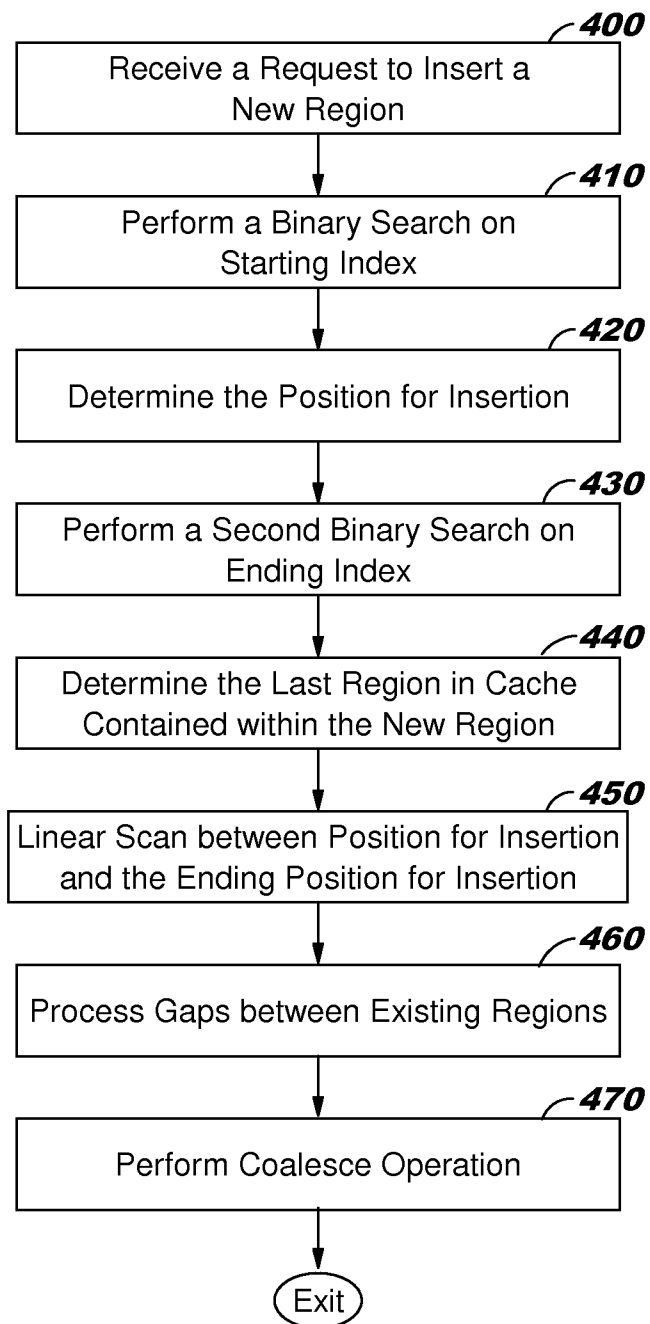 400
Receive a Request to Insert a
New Region
410
Perform a Binary Search on
Starting Index
420
Determine the Position for Insertion
430
Perform a Second Binary Search on
Ending Index
440
Determine the Last Region in Cache
Contained within the New Region
450
Linear Scan between Position for Insertion
and the Ending Position for Insertion
460
Process Gaps between Existing Regions
470
Perform Coalesce Operation
Exit